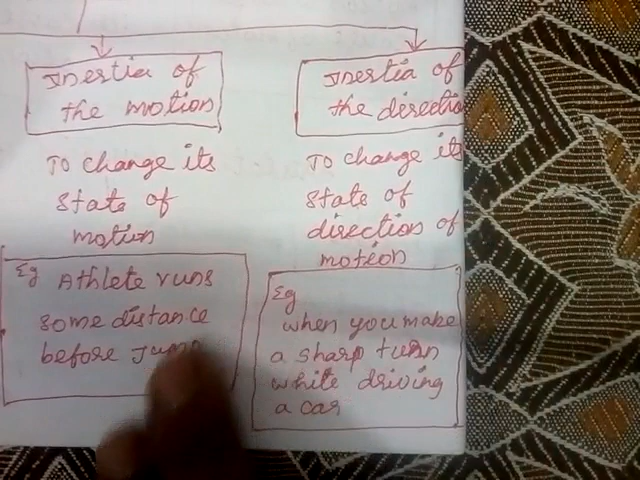 Inertia of
the motion
To change its
state of
motion
Eg Athlete runs
some distance
before Jump
Inertia of
the directio
To change its
state of
direction of
motion
Eg
when you make
a sharp turn
while driving
a car